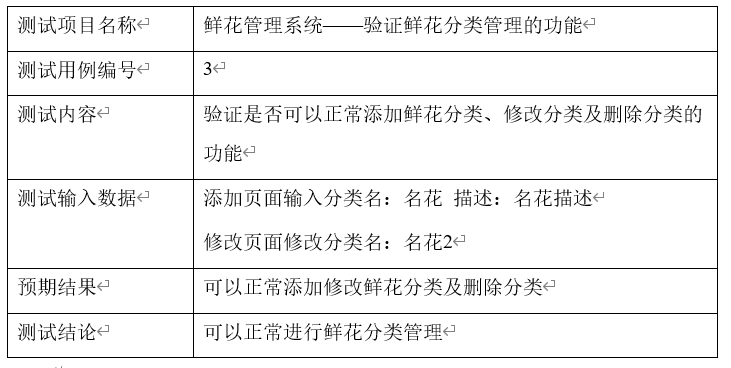 测试项目名称 鲜花管理系统——验证鲜花分类管理的功能
测试用例编号 3
测试内容 验证是否可以正常添加鲜花分类、修改分类及删除分类的
功能
测试输入数据 添加页面输入分类名：名花 描述：名花描述
修改页面修改分类名：名花2
预期结果 可以正常添加修改鲜花分类及删除分类
测试结论 可以正常进行鲜花分类管理